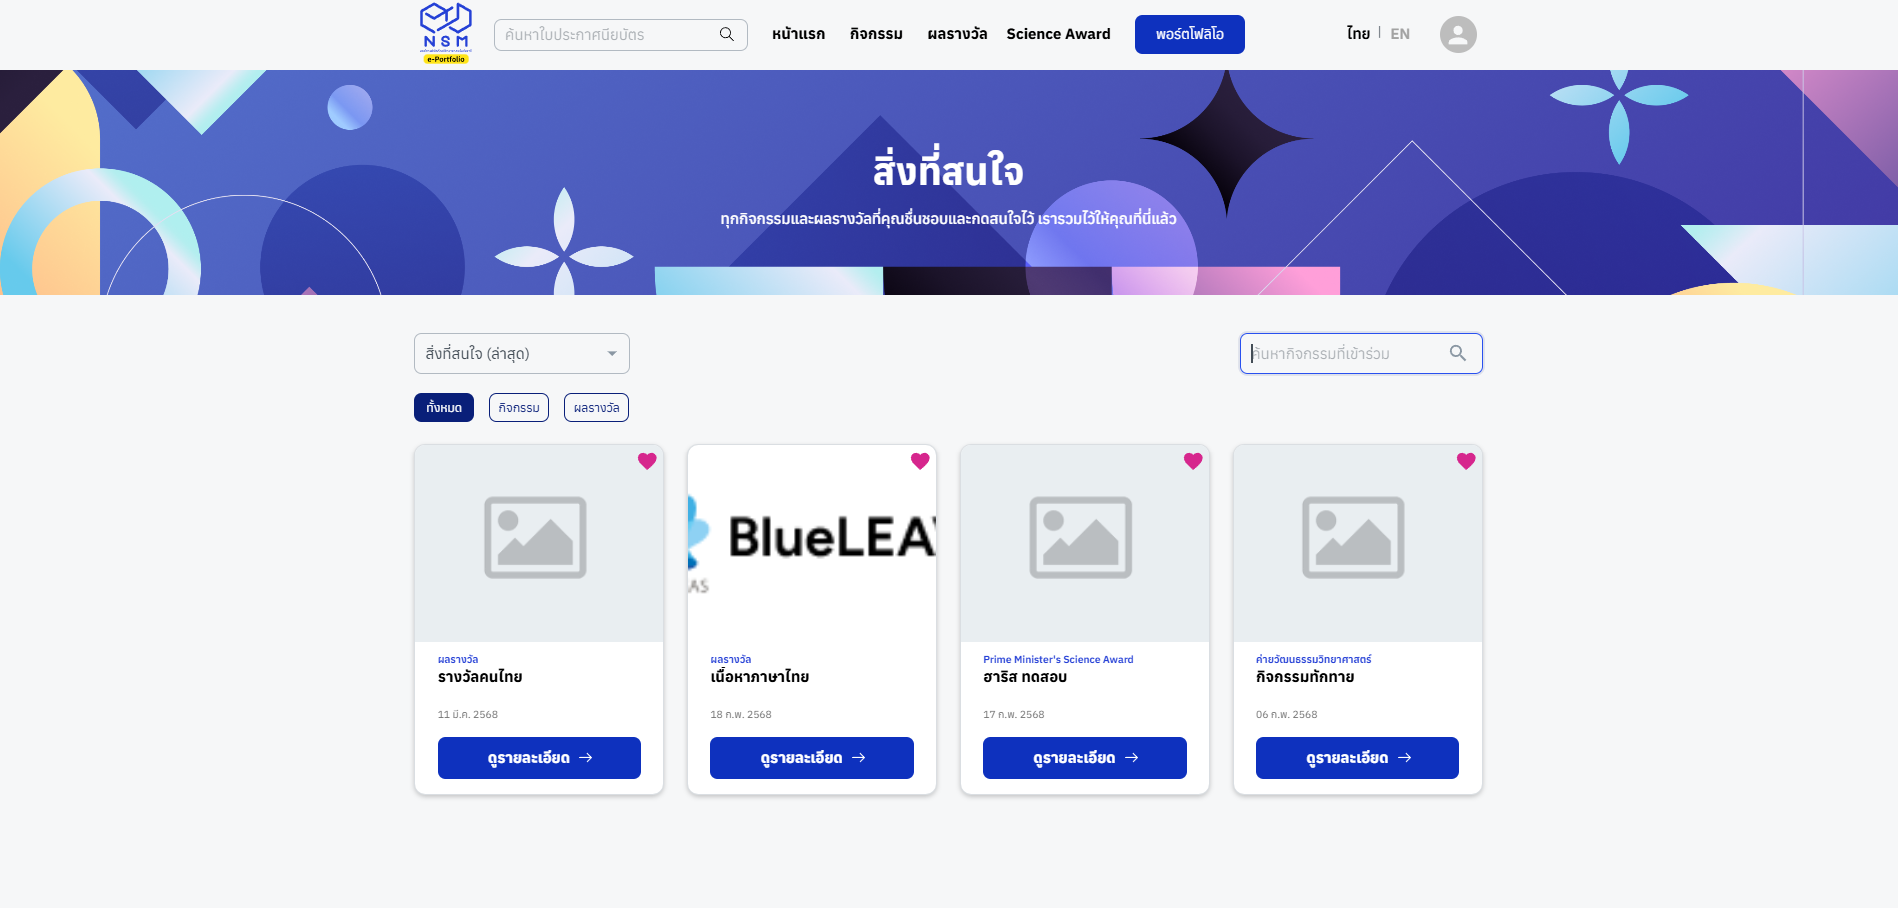 NSM
e-Portfolio
ค้นหาใบประกาศนียบัตร
หน้าแรก
กิจกรรม
ผลรางวัล
Science Award
พอร์ตโฟลิโอ
ไทย | EN
สิ่งที่สนใจ
ทุกกิจกรรมและผลรางวัลที่คุณชื่นชอบและกดสนใจไว้ เรารวมไว้ให้คุณที่นี่แล้ว
สิ่งที่สนใจ (ล่าสุด)
ค้นหากิจกรรมที่เข้าร่วม
ทั้งหมด
กิจกรรม
ผลรางวัล
ผลรางวัล
รางวัลคนไทย
11 มี.ค. 2568
ดูรายละเอียด
BlueLEA
AS
ผลรางวัล
เนื้อหาภาษาไทย
18 ก.พ. 2568
ดูรายละเอียด
Prime Minister's Science Award
ฮาริส ทดสอบ
17 ก.พ. 2568
ดูรายละเอียด
ค่ายวัฒนธรรมวิทยาศาสตร์
กิจกรรมทักทาย
06 ก.พ. 2568
ดูรายละเอียด